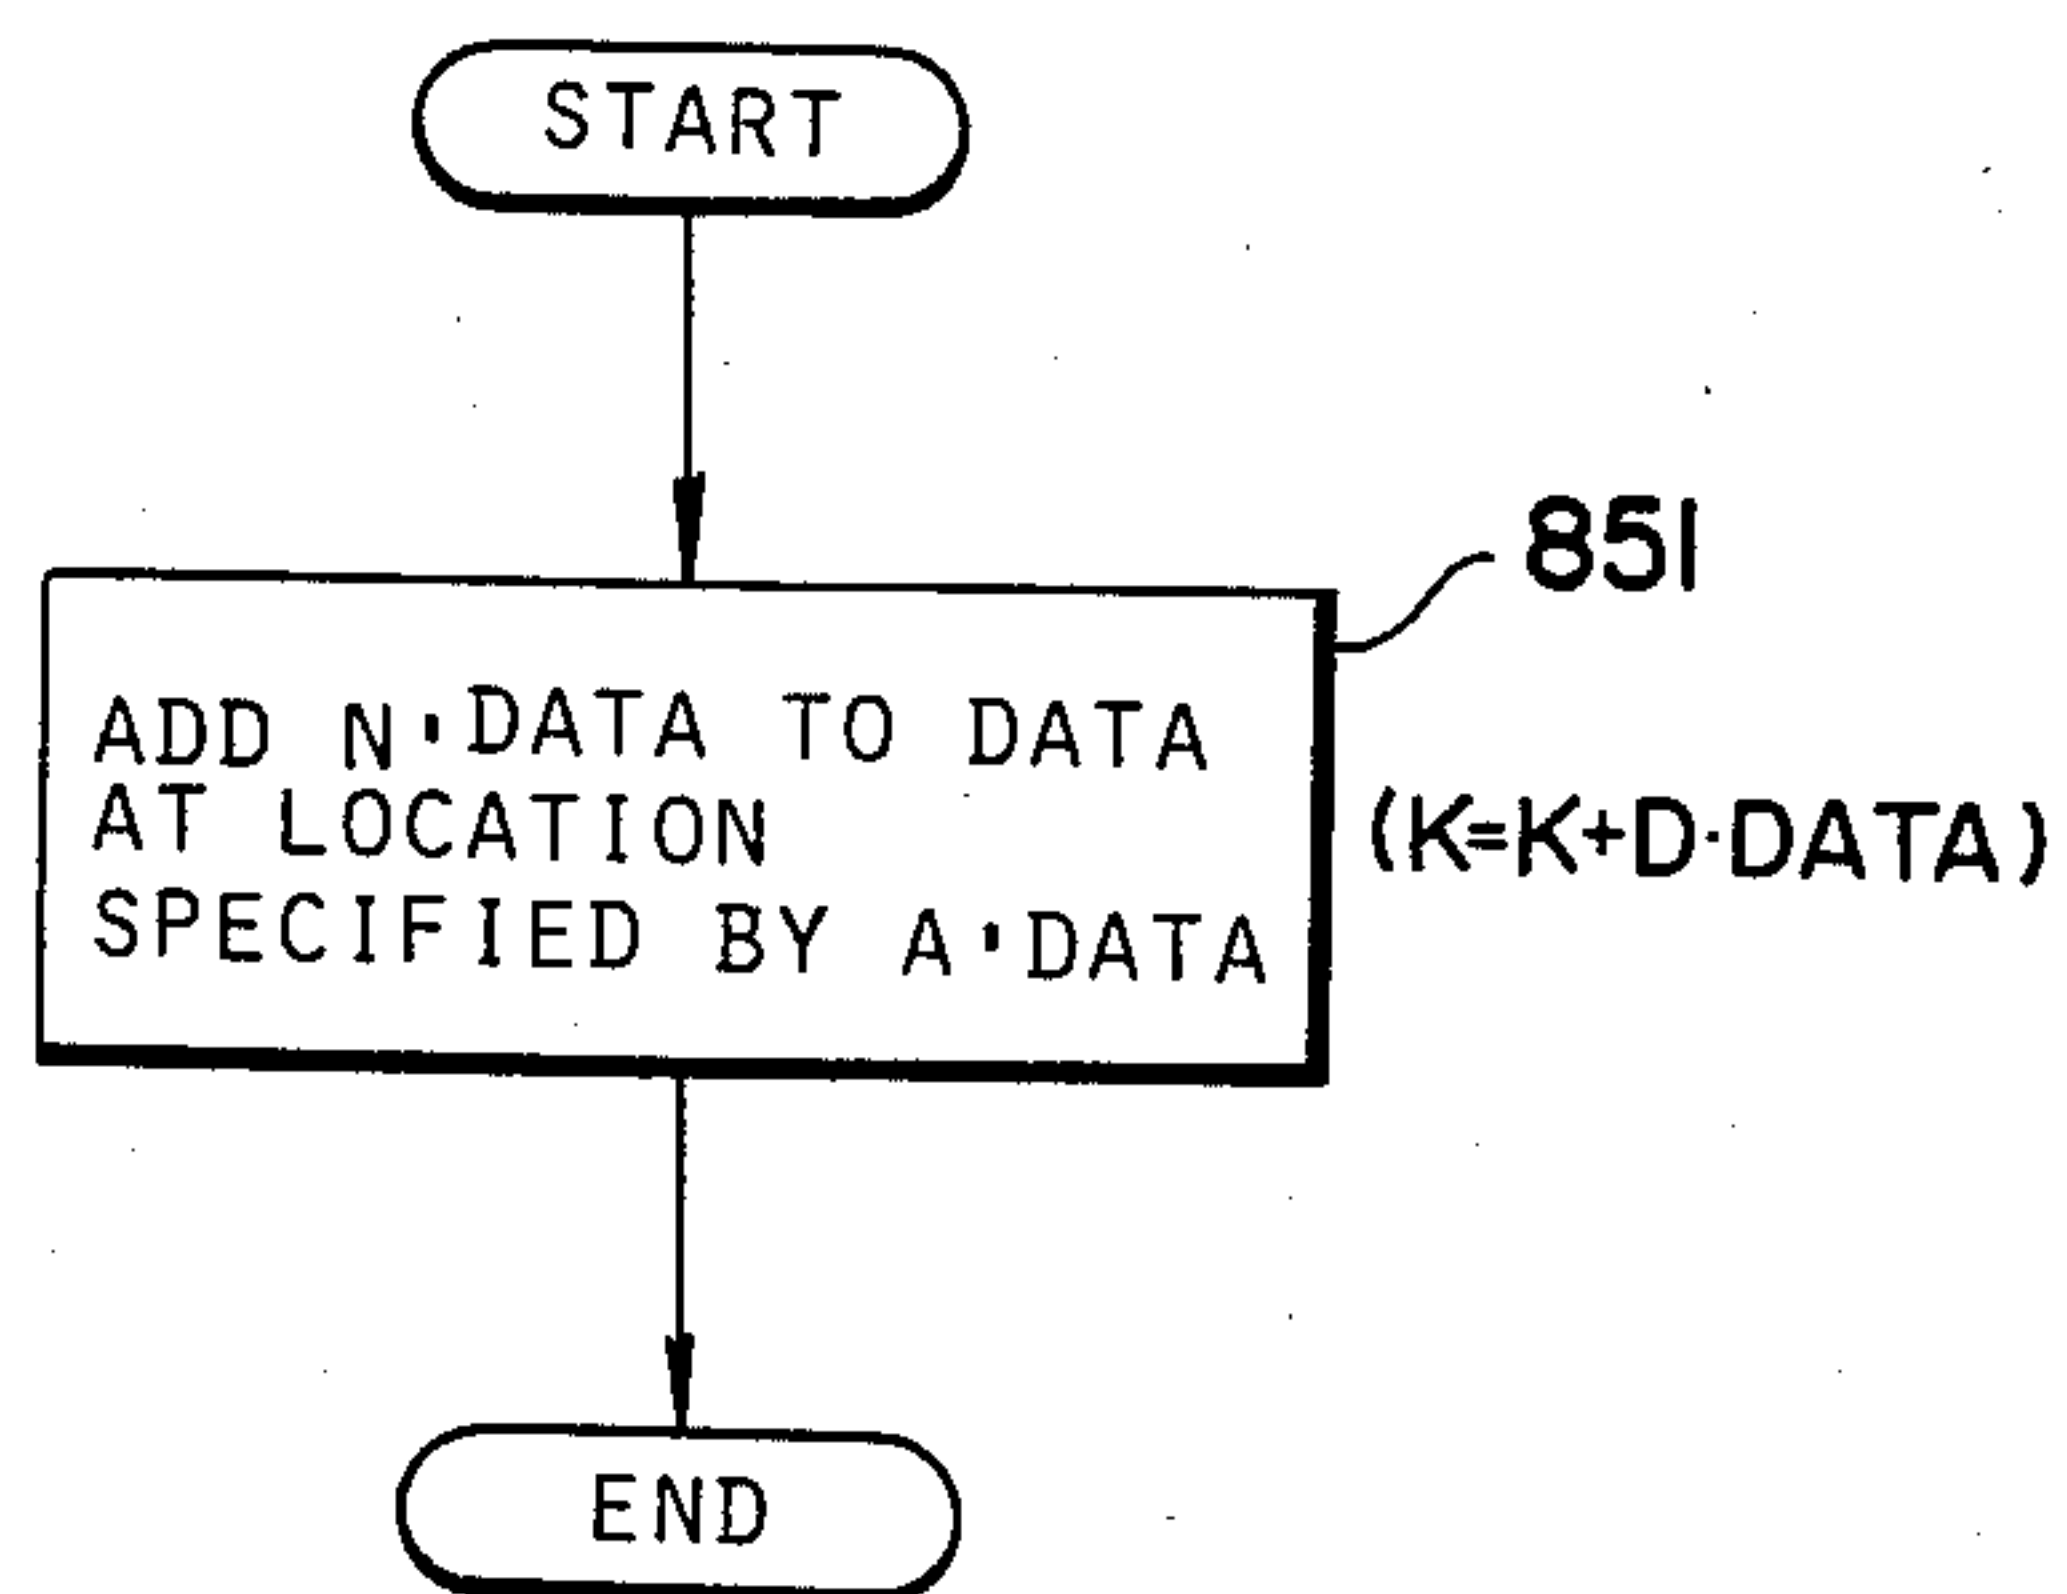 START
851
ADD N·DATA TO DATA
AT LOCATION
SPECIFIED BY A·DATA
(K=K+D·DATA)
END